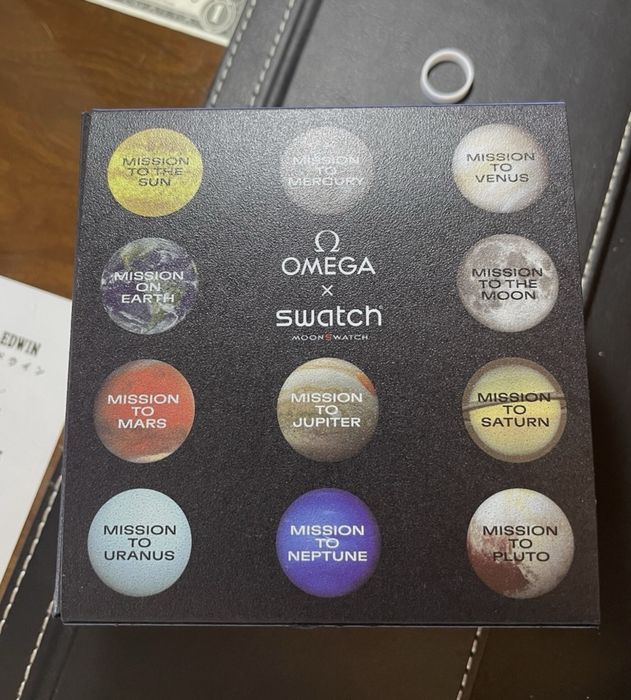 1
MISSION
TO THE
SUN
MISSION
TO
MERCURY
MISSION
TO
VENUS
MISSION
ON
EARTH
Ω
OMEGA
×
swatch
MOONSWATCH
MISSION
TO THE
MOON
EDWIN
MISSION
TO
MARS
MISSION
TO
JUPITER
MISSION
TO
SATURN
MISSION
TO
URANUS
MISSION
TO
NEPTUNE
MISSION
TO
PLUTO